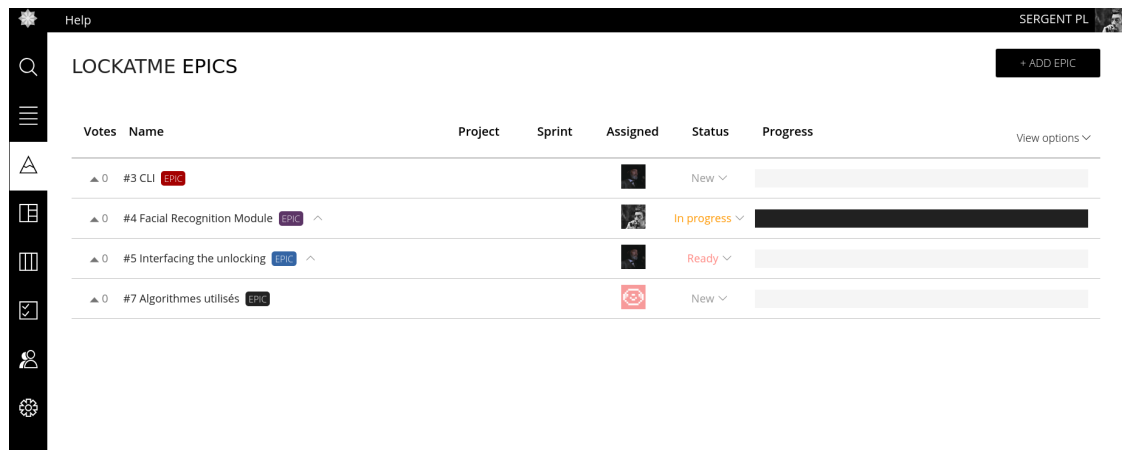 Help SERGENT PL
LOCKATME EPICS
+ ADD EPIC
Votes Name Project Sprint Assigned Status Progress View options
0 #3 CLI EPIC New
0 #4 Facial Recognition Module EPIC In progress
0 #5 Interfacing the unlocking EPIC Ready
0 #7 Algorithmes utilisés EPIC New